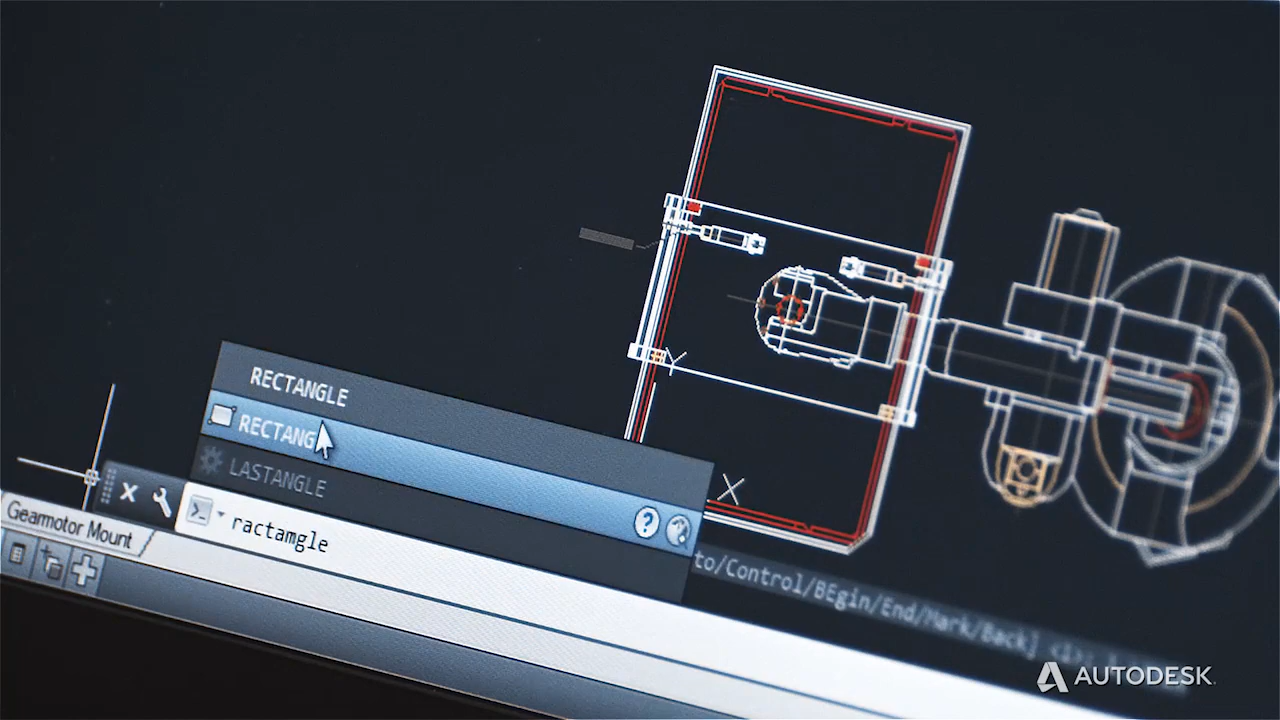 RECTANGLE
RECTANG
LASTANGLE
ractamgle
Gearmotor Mount
Y
X
to/Control/BEgin/End/Mark/Back]
AUTODESK